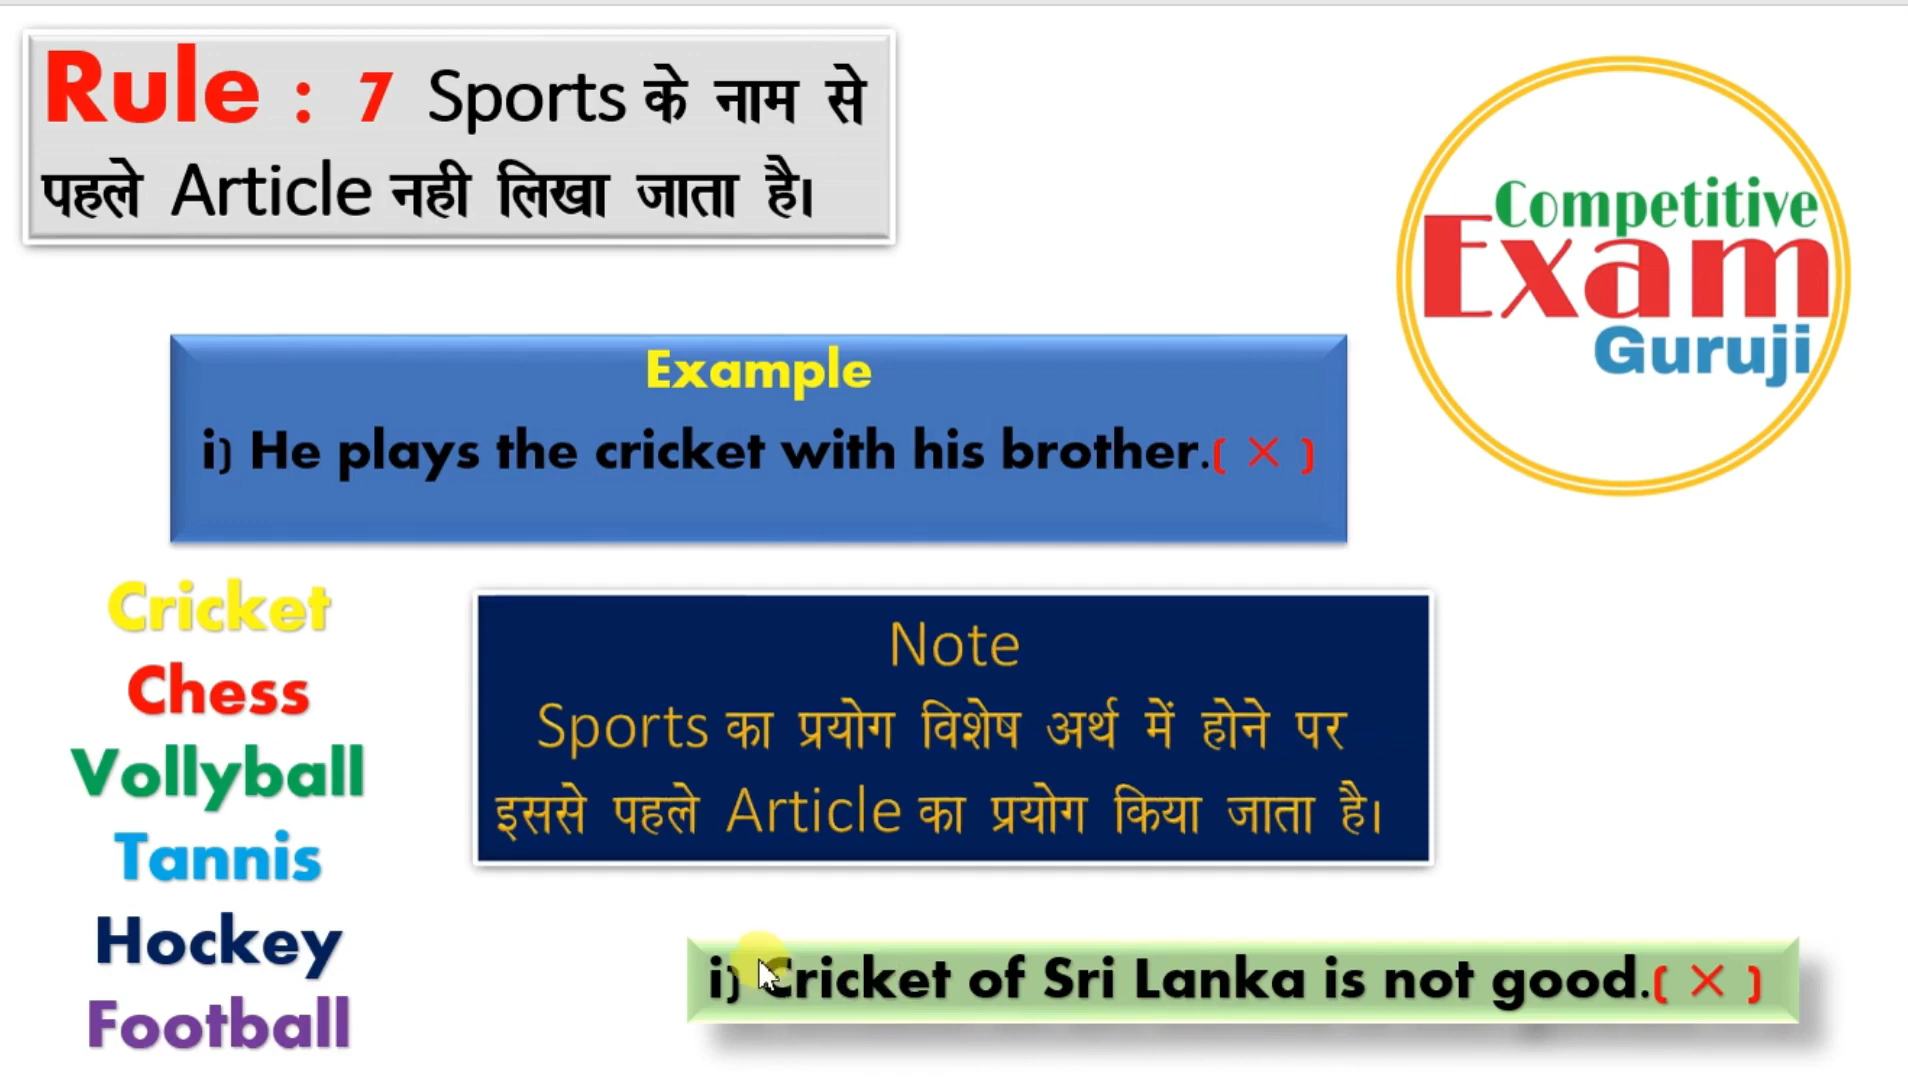 Rule : 7 Sports के नाम से
पहले Article नही लिखा जाता है।
Competitive
Exam
Guruji
Example
i) He plays the cricket with his brother.( × )
Cricket
Chess
Vollyball
Tannis
Hockey
Football
Note
Sports का प्रयोग विशेष अर्थ में होने पर
इससे पहले Article का प्रयोग किया जाता है।
i) Cricket of Sri Lanka is not good.( × )